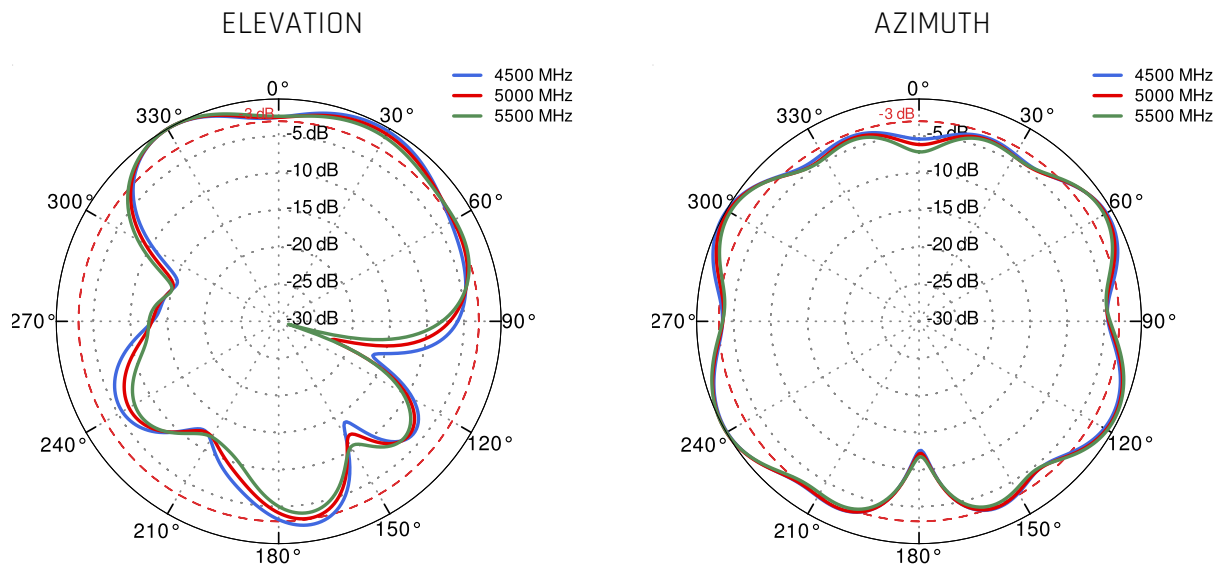 ELEVATION
4500 MHz
5000 MHz
5500 MHz
0°
30°
60°
90°
120°
150°
180°
210°
240°
270°
300°
330°
-3 dB
-5 dB
-10 dB
-15 dB
-20 dB
-25 dB
-30 dB
AZIMUTH
4500 MHz
5000 MHz
5500 MHz
0°
30°
60°
90°
120°
150°
180°
210°
240°
270°
300°
330°
-3 dB
-5 dB
-10 dB
-15 dB
-20 dB
-25 dB
-30 dB